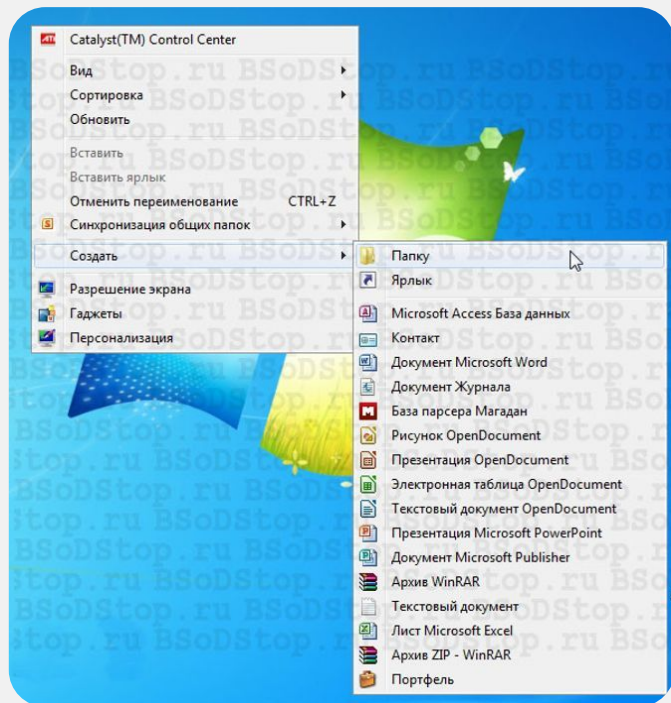 Catalyst(TM) Control Center
Вид
Сортировка
Обновить
Вставить
Вставить ярлык
Отменить переименование CTRL+Z
Синхронизация общих папок
Создать
Разрешение экрана
Гаджеты
Персонализация
Папку
Ярлык
Microsoft Access База данных
Контакт
Документ Microsoft Word
Документ Журнала
База парсера Магадан
Рисунок OpenDocument
Презентация OpenDocument
Электронная таблица OpenDocument
Текстовый документ OpenDocument
Презентация Microsoft PowerPoint
Документ Microsoft Publisher
Архив WinRAR
Текстовый документ
Лист Microsoft Excel
Архив ZIP - WinRAR
Портфель
BSoDStop.ru